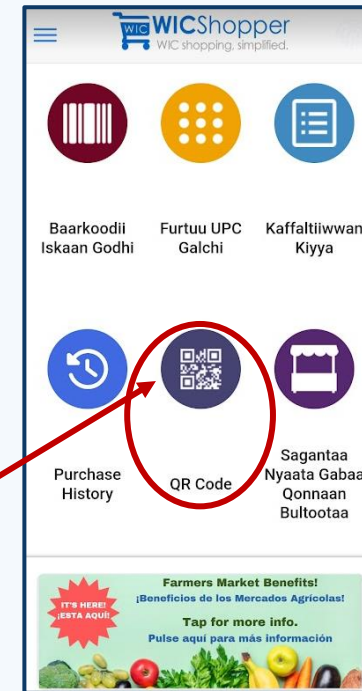 WIC WICShopper
WIC shopping, simplified.
Baarkoodii
Iskaan Godhi
Furtuu UPC
Galchi
Kaffaltiiwwan
Kiyya
Purchase
History
QR Code
Sagantaa
Nyaata Gabaa
Qonnaan
Bultootaa
IT'S HERE!
¡ESTA AQUÍ!
Farmers Market Benefits!
¡Beneficios de los Mercados Agrícolas!
Tap for more info.
Pulse aquí para más información